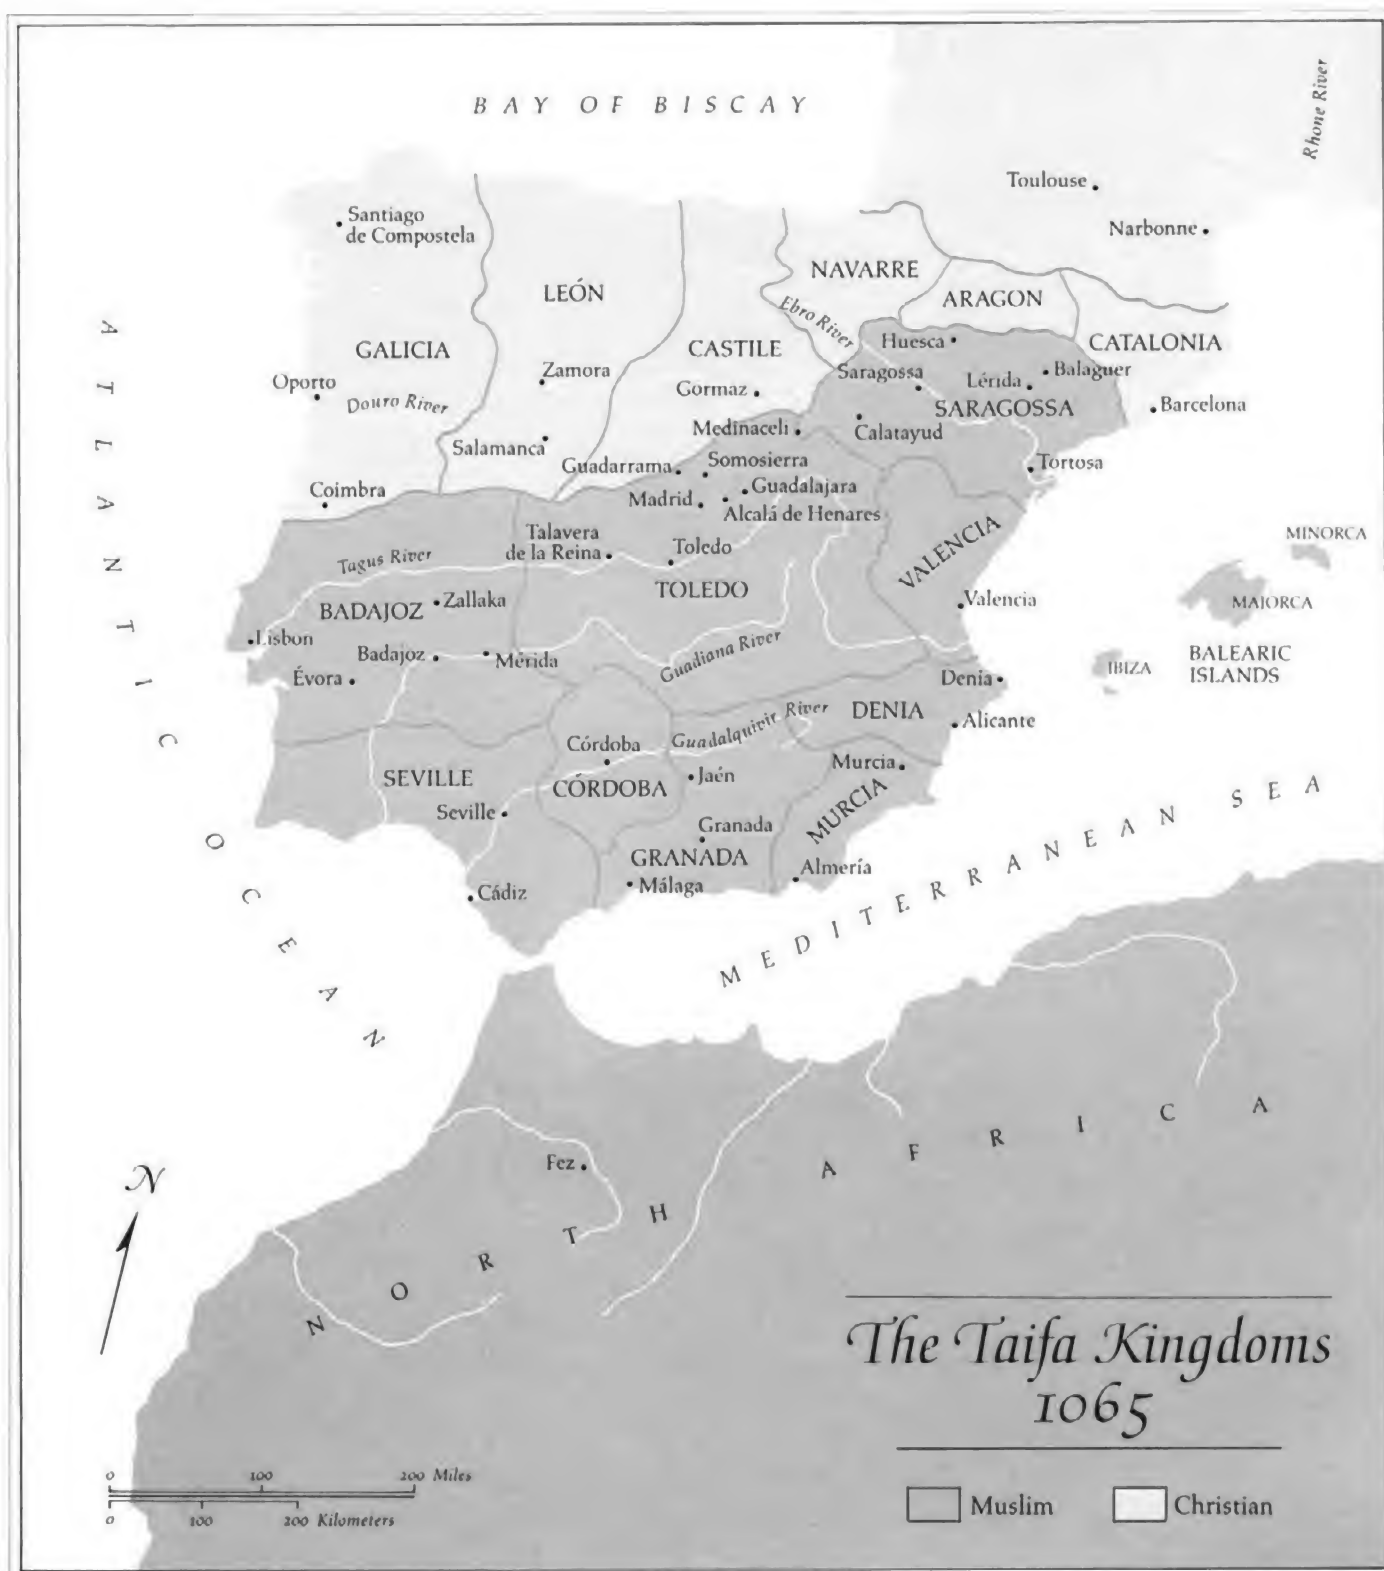 BAY OF BISCAY
Rhone River
Toulouse
Narbonne
Santiago
de Compostela
NAVARRE
LEÓN
ARAGON
Ebro River
GALICIA
CASTILE
Huesca
CATALONIA
Oporto
Zamora
Saragossa
Balaguer
Lérida
Douro River
Gormaz
SARAGOSSA
Barcelona
Medinaceli
Calatayud
Salamanca
Guadarrama
Somosierra
Tortosa
Coimbra
Madrid
Guadalajara
Alcalá de Henares
Talavera
de la Reina
Toledo
VALENCIA
MINORCA
Tagus River
TOLEDO
BADAJOZ
Zallaka
Valencia
MAJORCA
Lisbon
Badajoz
Mérida
Guadiana River
BALEARIC
ISLANDS
IBIZA
Évora
Denia
DENIA
Guadalquivir River
Alicante
Córdoba
SEVILLE
CÓRDOBA
Jaén
Murcia
MURCIA
Seville
Granada
GRANADA
Almería
Málaga
Cádiz
ATLANTIC OCEAN
MEDITERRANEAN SEA
Fez
NORTH AFRICA
N
The Taifa Kingdoms
1065
Muslim
Christian
0 100 200 Miles
0 100 200 Kilometers